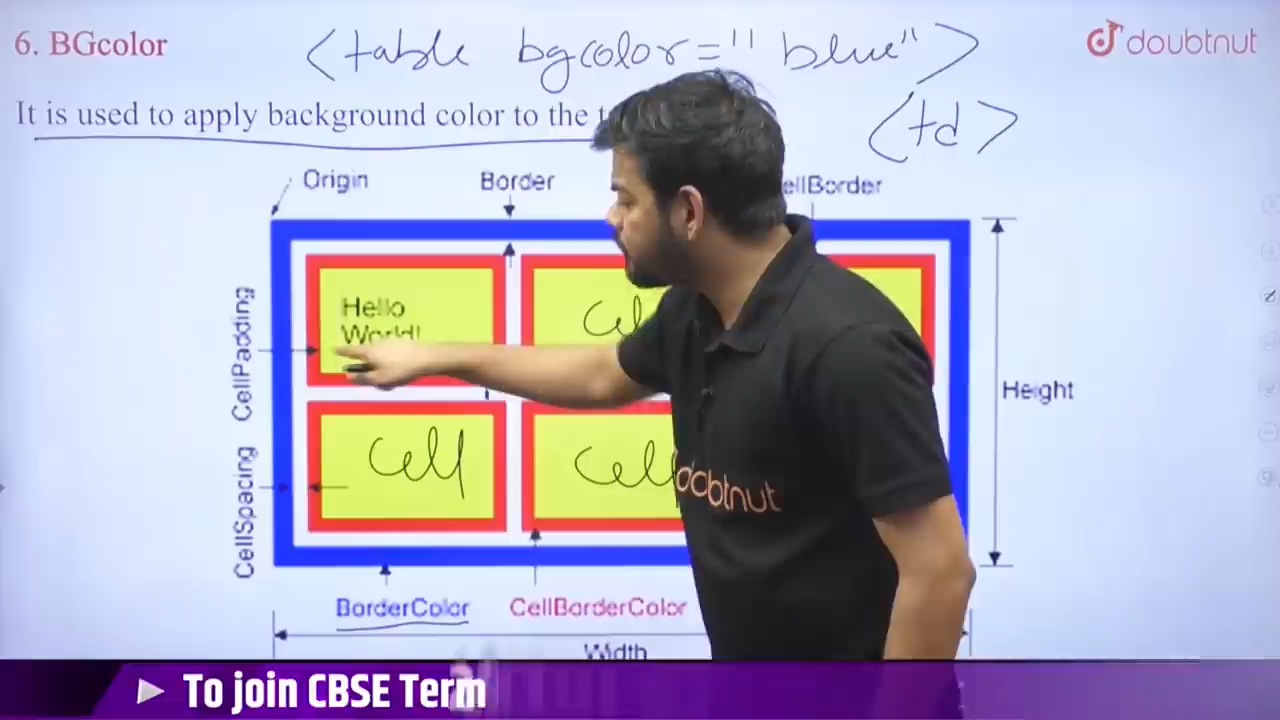 6. BGcolor
<table bgcolor="blue">
doubtnut
It is used to apply background color to the
<td>
Origin
Border
ellBorder
Hello
World!
Cel
CellPadding
Height
Cell
Cell
doubtnut
CellSpacing
BorderColor
CellBorderColor
Width
To join CBSE Term